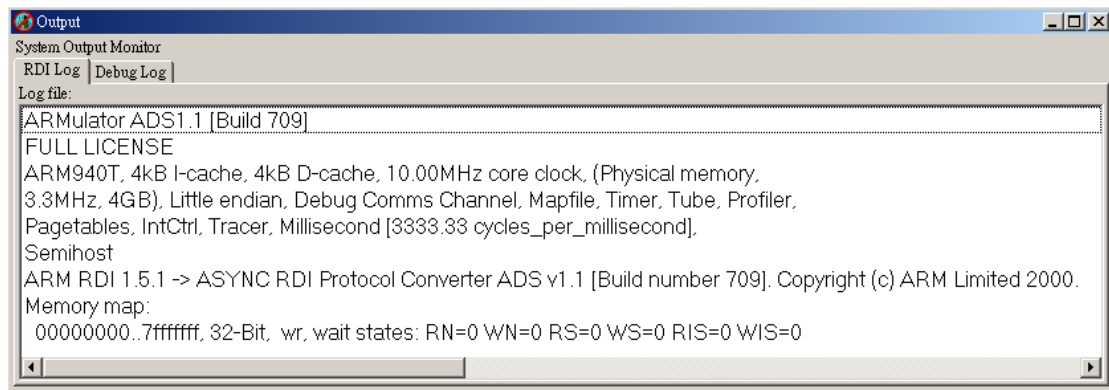 Output
System Output Monitor
RDI Log Debug Log
Log file:
ARMulator ADS1.1 [Build 709]
FULL LICENSE
ARM940T, 4kB I-cache, 4kB D-cache, 10.00MHz core clock, (Physical memory,
3.3MHz, 4GB), Little endian, Debug Comms Channel, Mapfile, Timer, Tube, Profiler,
Pagetables, IntCtrl, Tracer, Millisecond [3333.33 cycles_per_millisecond],
Semihost
ARM RDI 1.5.1 -> ASYNC RDI Protocol Converter ADS v1.1 [Build number 709]. Copyright (c) ARM Limited 2000.
Memory map:
00000000..7fffffff, 32-Bit, wr, wait states: RN=0 WN=0 RS=0 WS=0 RIS=0 WIS=0